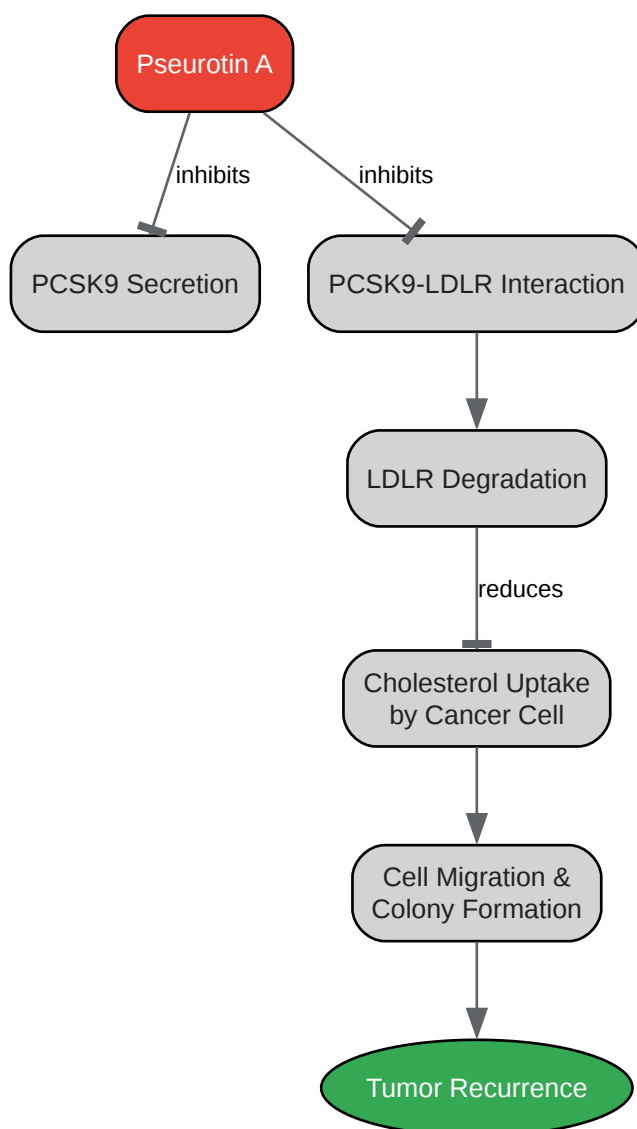 Pseurotin A
inhibits
inhibits
PCSK9 Secretion
PCSK9-LDLR Interaction
LDLR Degradation
reduces
Cholesterol Uptake
by Cancer Cell
Cell Migration &
Colony Formation
Tumor Recurrence